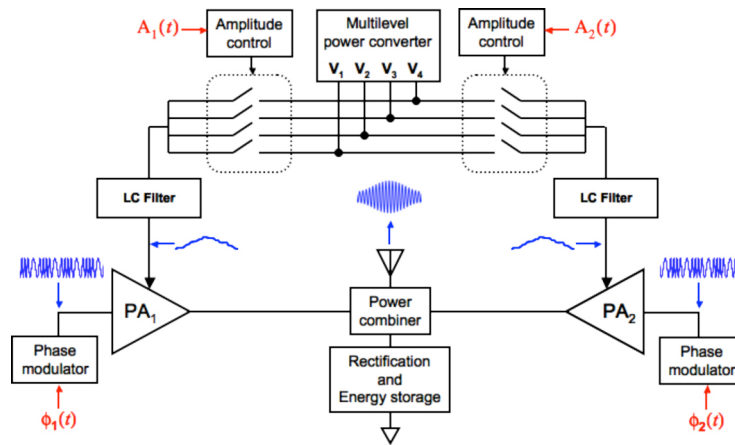 A₁(t)
Amplitude
control
Multilevel
power converter
V₁ V₂ V₃ V₄
Amplitude
control
A₂(t)
LC Filter
LC Filter
PA₁
PA₂
Power
combiner
Phase
modulator
Rectification
and
Energy storage
Phase
modulator
ϕ₁(t)
ϕ₂(t)